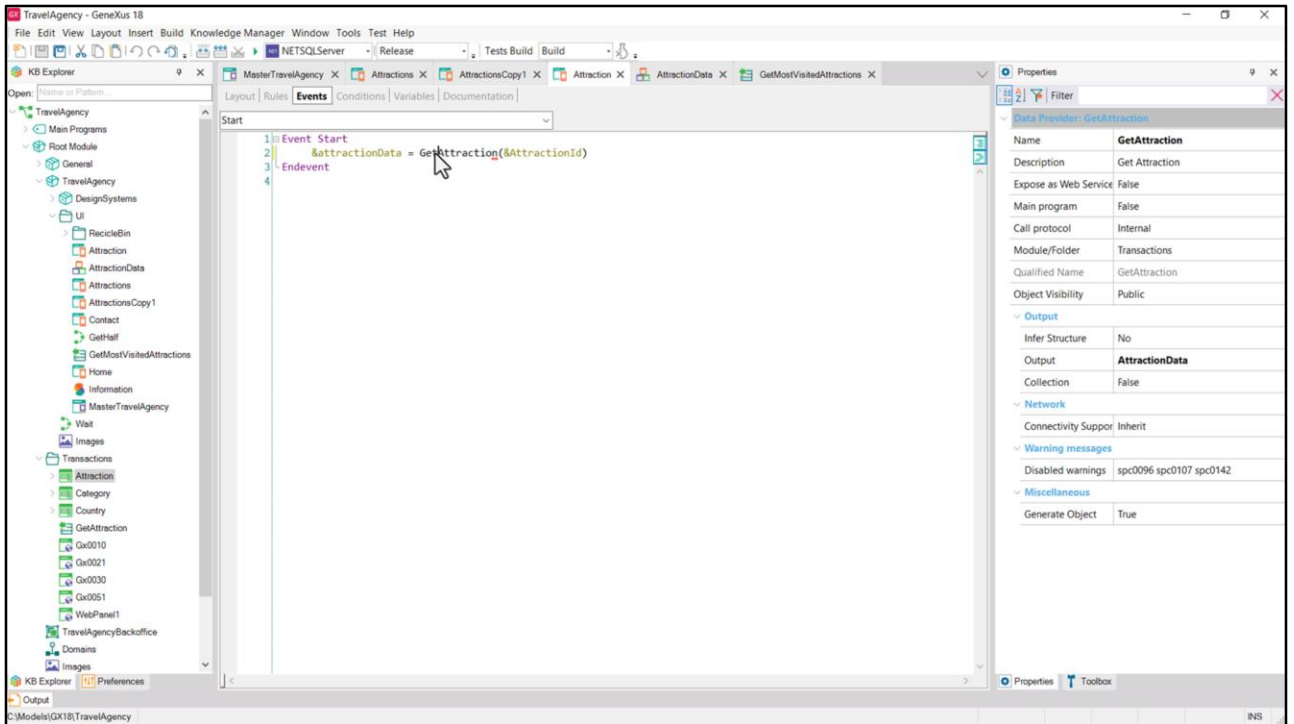 GX TravelAgency - GeneXus 18
File Edit View Layout Insert Build Knowledge Manager Window Tools Test Help
NETSQLServer Release Tests Build Build
KB Explorer
Open: Name or Pattern...
TravelAgency
Main Programs
Root Module
General
TravelAgency
DesignSystems
UI
RecicleBin
Attraction
AttractionData
Attractions
AttractionsCopy1
Contact
GetHalf
GetMostVisitedAttractions
Home
Information
MasterTravelAgency
Wait
Images
Transactions
Attraction
Category
Country
GetAttraction
Gx0010
Gx0021
Gx0030
Gx0051
WebPanel1
TravelAgencyBackoffice
Domains
Images
KB Explorer Preferences
MasterTravelAgency X Attractions X AttractionsCopy1 X Attraction X AttractionData X GetMostVisitedAttractions X
Layout Rules Events Conditions Variables Documentation
Start
1 Event Start
2 &attractionData = GetAttraction(&AttractionId)
3 Endevent
4
Properties
Filter
Data Provider: GetAttraction
Name GetAttraction
Description Get Attraction
Expose as Web Service False
Main program False
Call protocol Internal
Module/Folder Transactions
Qualified Name GetAttraction
Object Visibility Public
Output
Infer Structure No
Output AttractionData
Collection False
Network
Connectivity Suppor Inherit
Warning messages
Disabled warnings spc0096 spc0107 spc0142
Miscellaneous
Generate Object True
Properties Toolbox
Output
C:\Models\GX18\TravelAgency INS